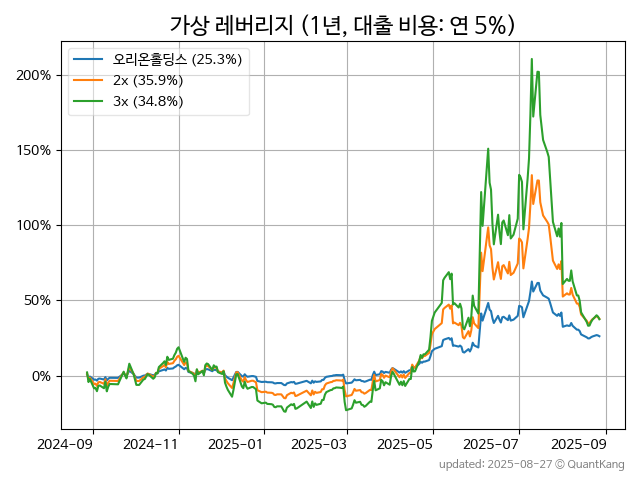 가상 레버리지 (1년, 대출 비용: 연 5%)
오리온홀딩스 (25.3%)
2x (35.9%)
3x (34.8%)
200%
150%
100%
50%
0%
2024-09 2024-11 2025-01 2025-03 2025-05 2025-07 2025-09
updated: 2025-08-27 © QuantKang